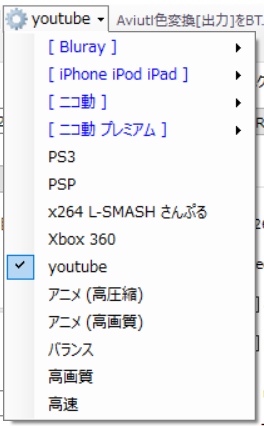 youtube
Aviutl色変換[出力]をBT.
[ Bluray ]
[ iPhone iPod iPad ]
[ ニコ動 ]
[ ニコ動 プレミアム ]
PS3
PSP
x264 L-SMASH さんぷる
Xbox 360
youtube
アニメ (高圧縮)
アニメ (高画質)
バランス
高画質
高速